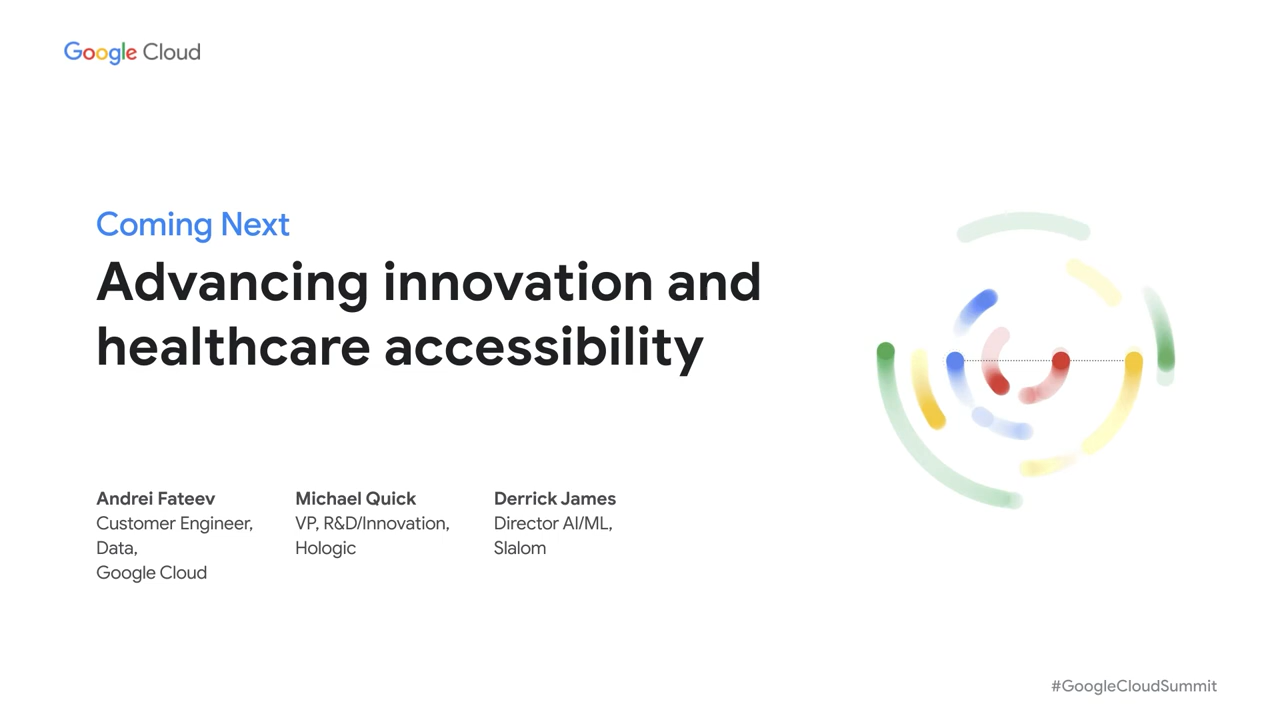 Google Cloud
Coming Next
Advancing innovation and
healthcare accessibility
Andrei Fateev
Customer Engineer,
Data,
Google Cloud
Michael Quick
VP, R&D/Innovation,
Hologic
Derrick James
Director AI/ML,
Slalom
#GoogleCloudSummit